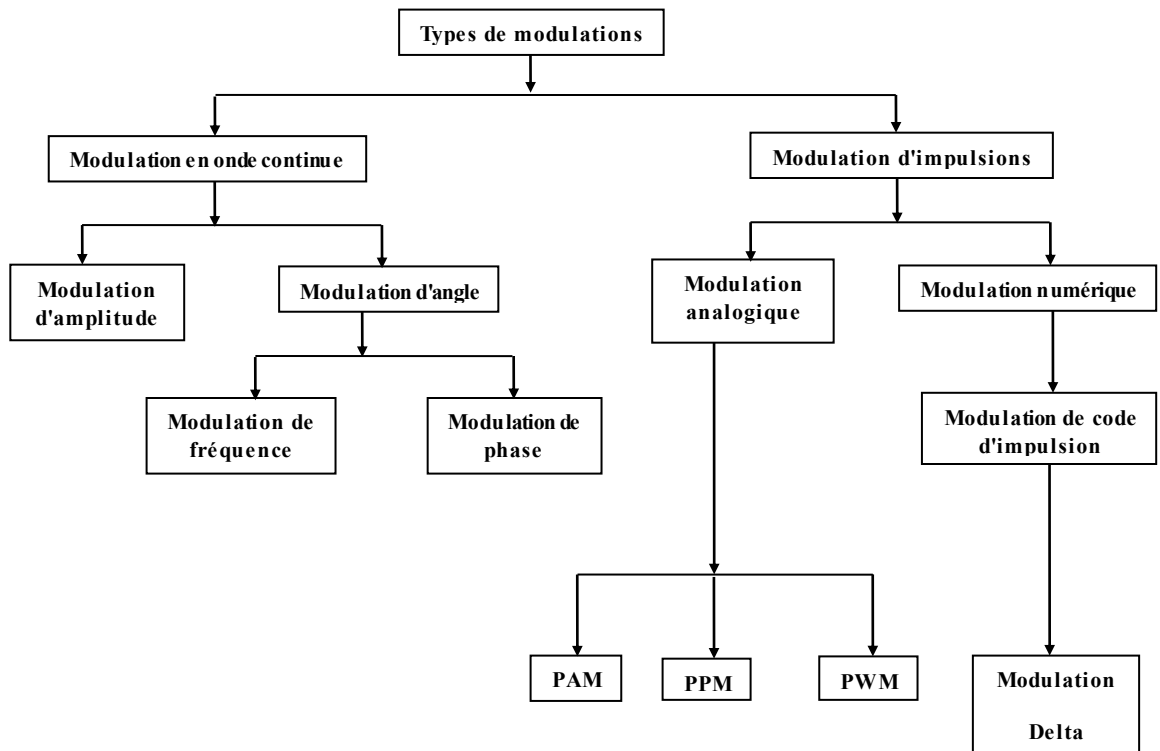 Types de modulations
Modulation en onde continue
Modulation d'impulsions
Modulation
d'amplitude
Modulation d'angle
Modulation
analogique
Modulation numérique
Modulation de
fréquence
Modulation de
phase
Modulation de code
d'impulsion
PAM
PPM
PWM
Modulation
Delta